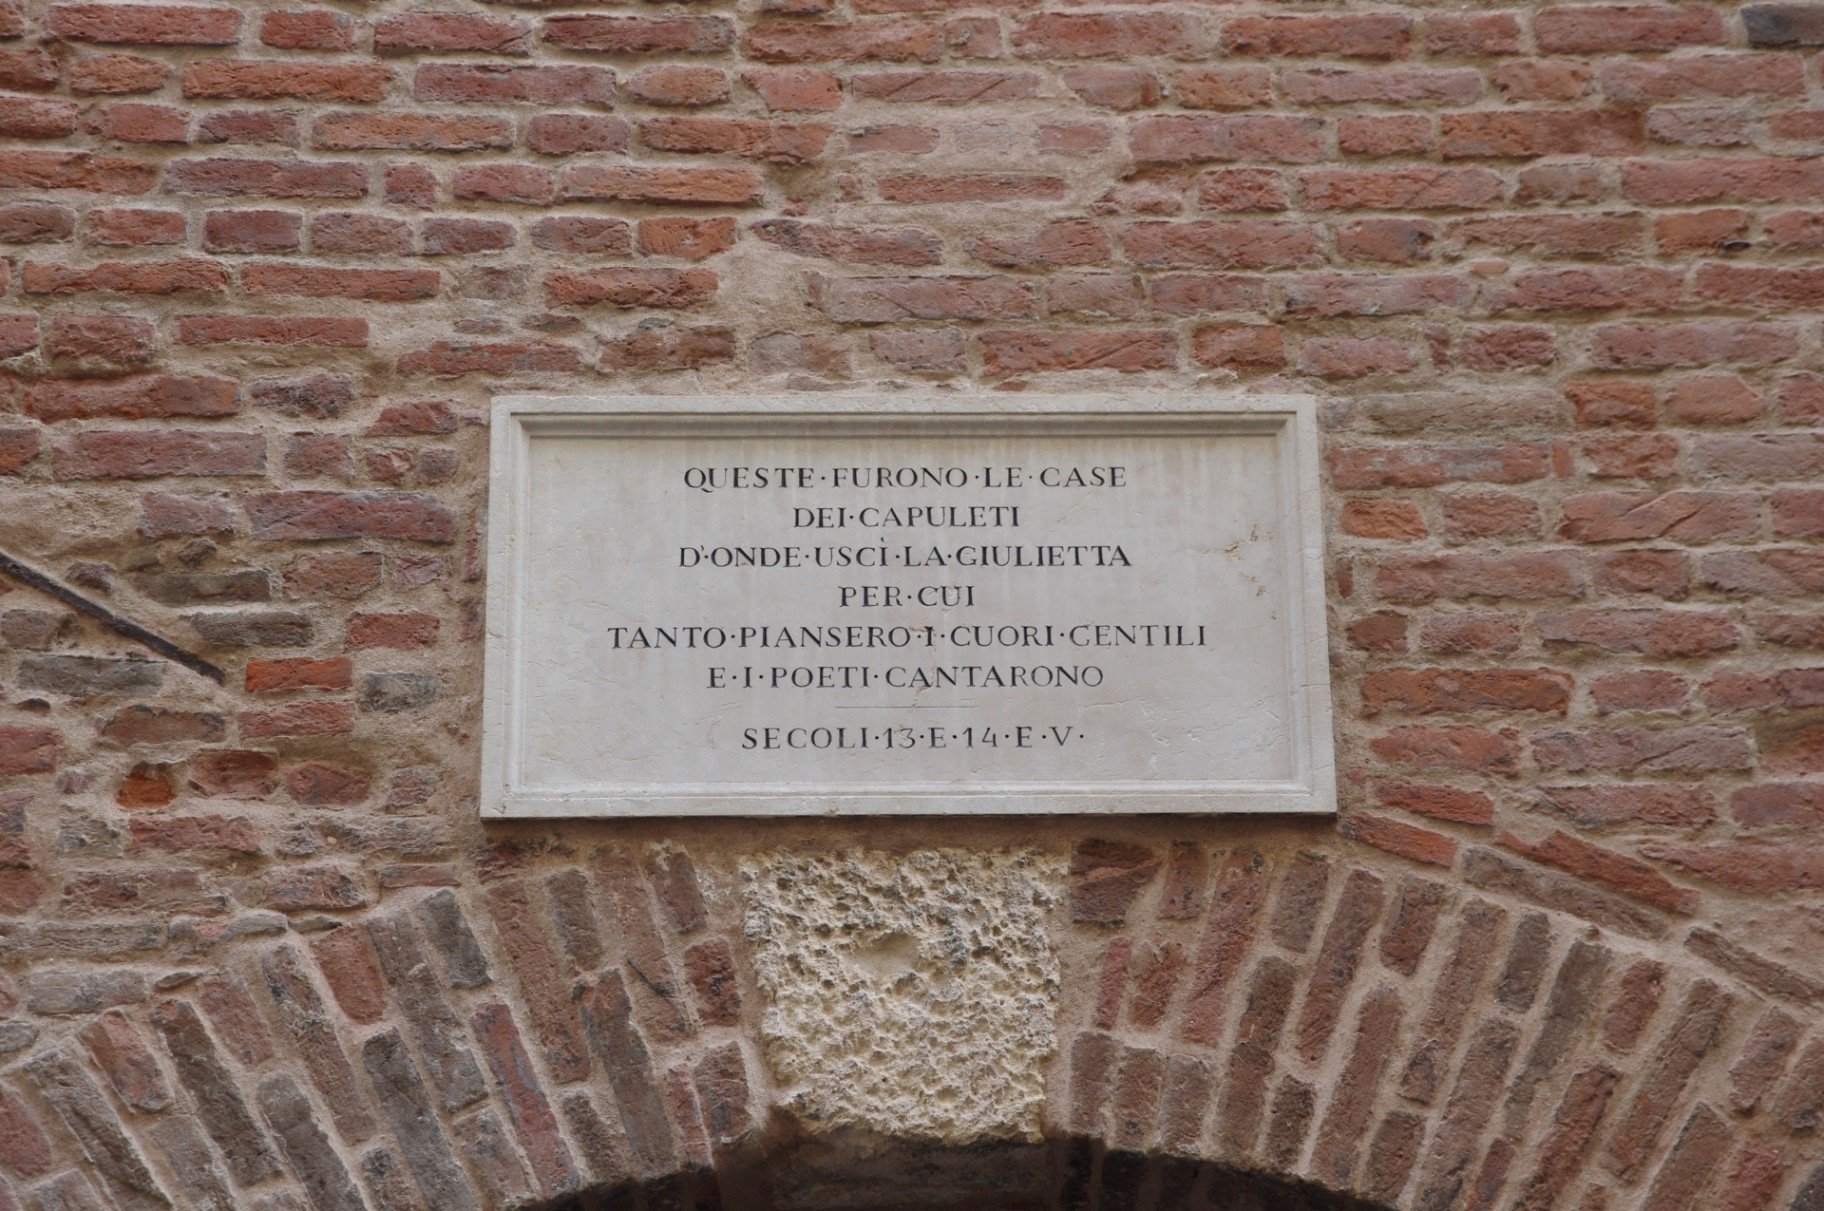 QUESTE·FURONO·LE·CASE
DEI·CAPULETI
D'·ONDE·USCÌ·LA·GIULIETTA
PER·CUI
TANTO·PIANSERO·I·CUORI·GENTILI
E·I·POETI·CANTARONO
SECOLI·13·E·14·E·V·